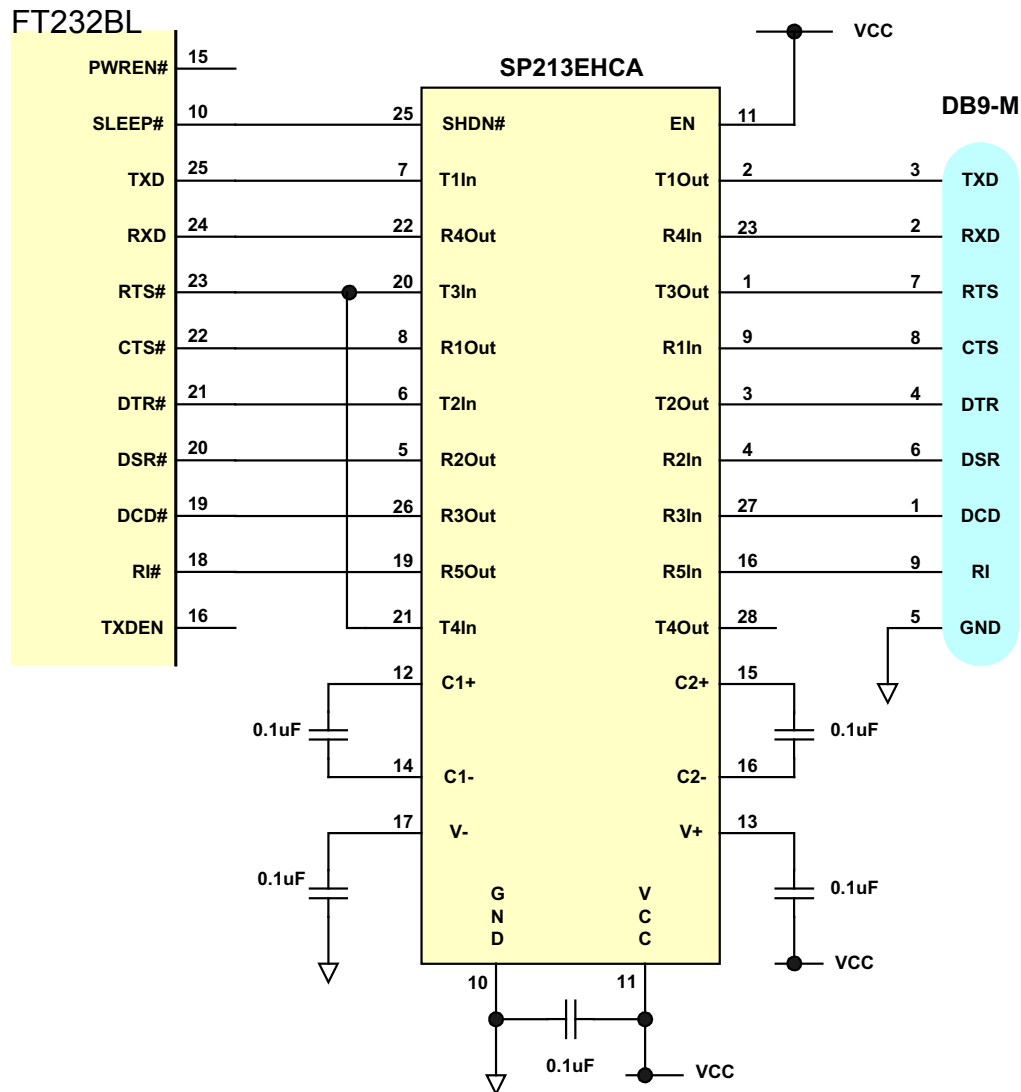 FT232BL
VCC
PWREN# 15
SP213EHCA
DB9-M
SLEEP# 10 25 SHDN# EN 11
TXD 25 7 T1In T1Out 2 3 TXD
RXD 24 22 R4Out R4In 23 2 RXD
RTS# 23 20 T3In T3Out 1 7 RTS
CTS# 22 8 R1Out R1In 9 8 CTS
DTR# 21 6 T2In T2Out 3 4 DTR
DSR# 20 5 R2Out R2In 4 6 DSR
DCD# 19 26 R3Out R3In 27 1 DCD
RI# 18 19 R5Out R5In 16 9 RI
TXDEN 16 21 T4In T4Out 28 5 GND
12 C1+ C2+ 15
0.1uF 0.1uF
14 C1- C2- 16
17 V- V+ 13
0.1uF 0.1uF
GND VCC
VCC
10 11
0.1uF VCC